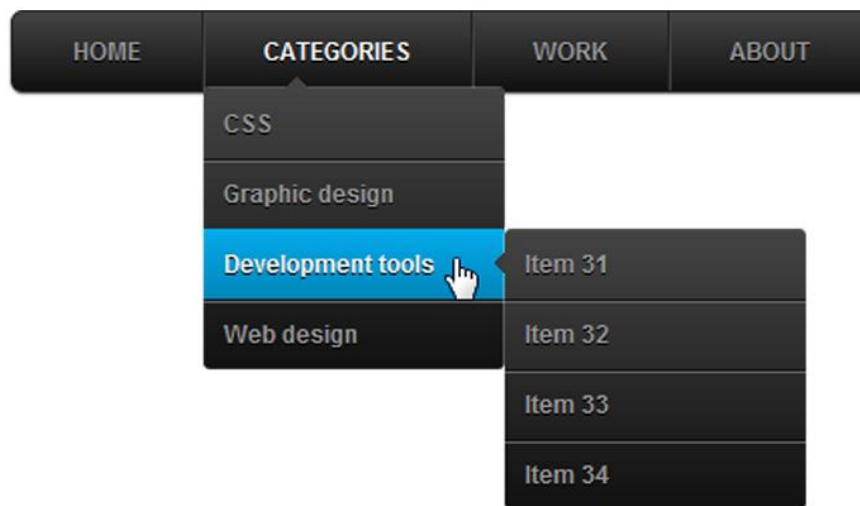 HOME CATEGORIES WORK ABOUT
CSS
Graphic design
Development tools
Web design
Item 31
Item 32
Item 33
Item 34